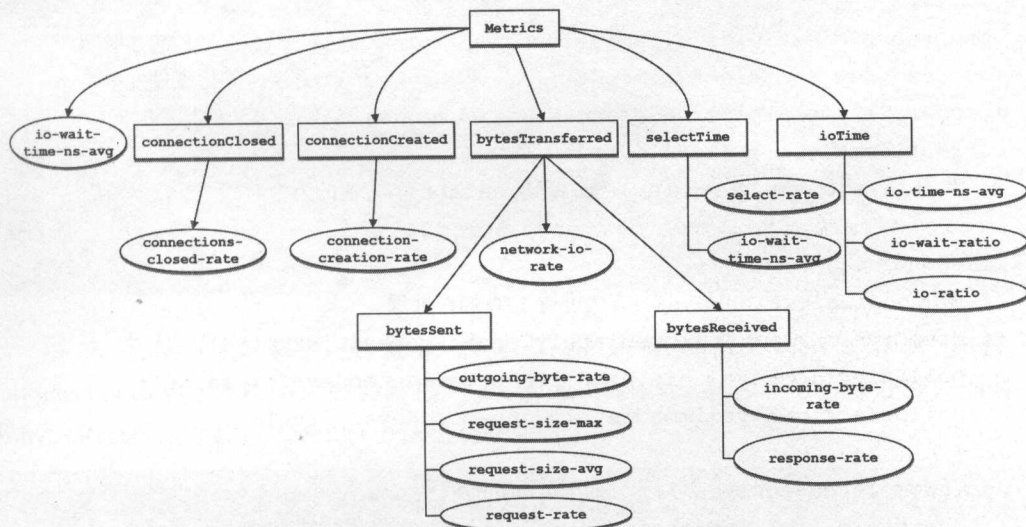 Metrics
io-wait-
time-ns-avg
connectionClosed
connectionCreated
bytesTransferred
selectTime
ioTime
connections-
closed-rate
connection-
creation-rate
network-io-
rate
select-rate
io-wait-
time-ns-avg
io-time-ns-avg
io-wait-ratio
io-ratio
bytesSent
bytesReceived
outgoing-byte-rate
request-size-max
request-size-avg
request-rate
incoming-byte-
rate
response-rate